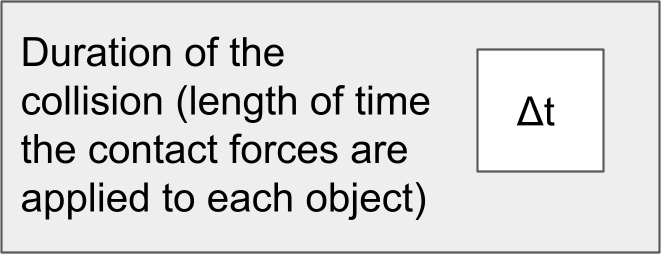 Duration of the
collision (length of time
the contact forces are
applied to each object)
Δt